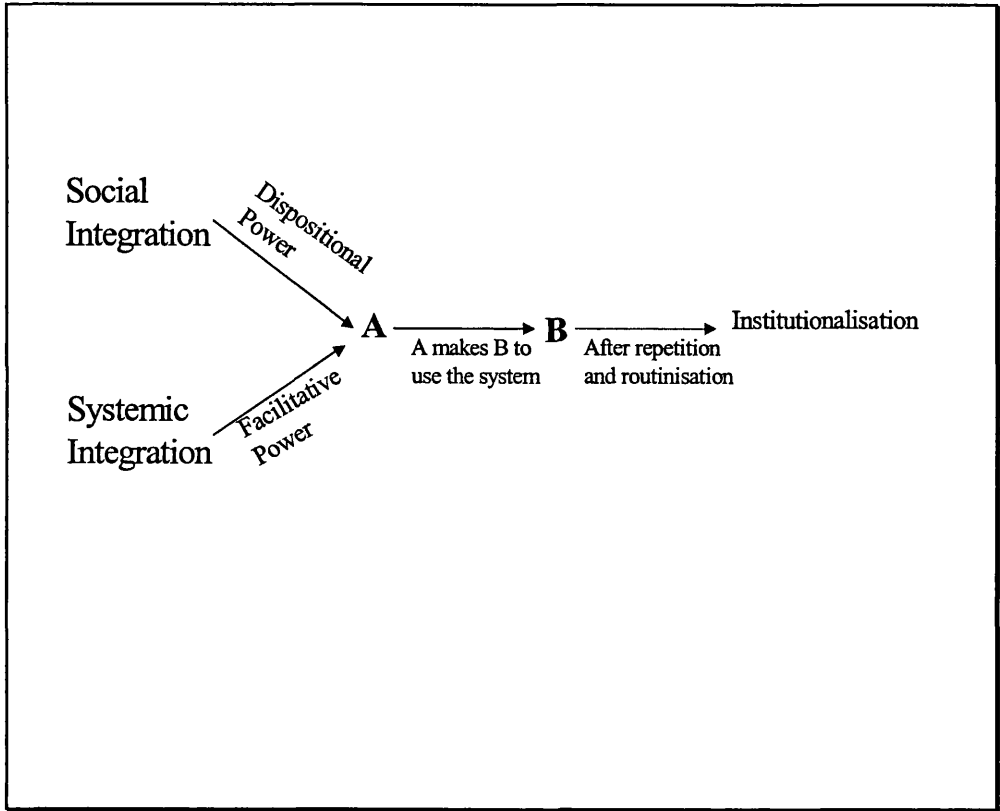 Social
Integration
Dispositional
Power
A
A makes B to
use the system
B
After repetition
and routinisation
Institutionalisation
Systemic
Integration
Facilitative
Power